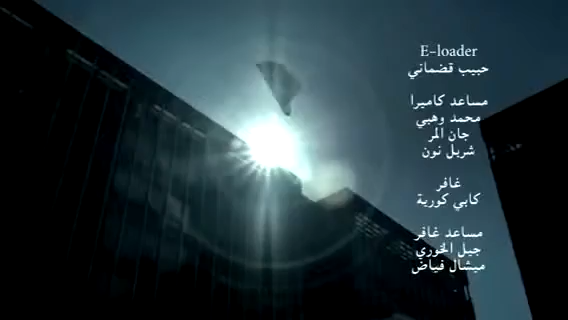 E-loader
حبيب قضماني
مساعد كاميرا
محمد وهبي
جان المر
شربل نون
غافر
كابي كورية
مساعد غافر
جيل الخوري
ميشال فياض